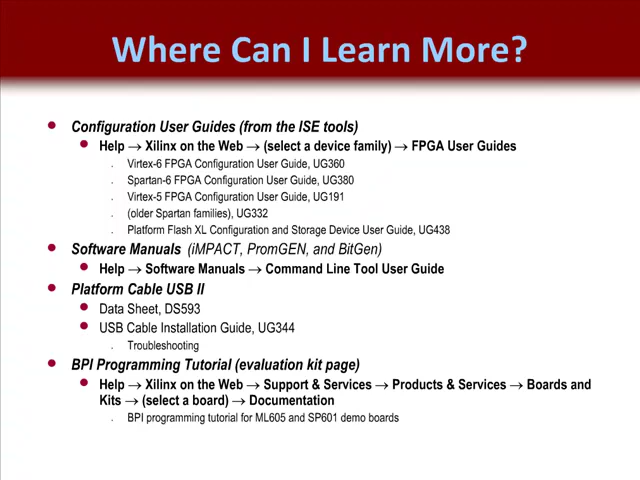 Where Can I Learn More?
Configuration User Guides (from the ISE tools)
Help → Xilinx on the Web → (select a device family) → FPGA User Guides
Virtex-6 FPGA Configuration User Guide, UG360
Spartan-6 FPGA Configuration User Guide, UG380
Virtex-5 FPGA Configuration User Guide, UG191
(older Spartan families), UG332
Platform Flash XL Configuration and Storage Device User Guide, UG438
Software Manuals (iMPACT, PromGEN, and BitGen)
Help → Software Manuals → Command Line Tool User Guide
Platform Cable USB II
Data Sheet, DS593
USB Cable Installation Guide, UG344
Troubleshooting
BPI Programming Tutorial (evaluation kit page)
Help → Xilinx on the Web → Support & Services → Products & Services → Boards and
Kits → (select a board) → Documentation
BPI programming tutorial for ML605 and SP601 demo boards